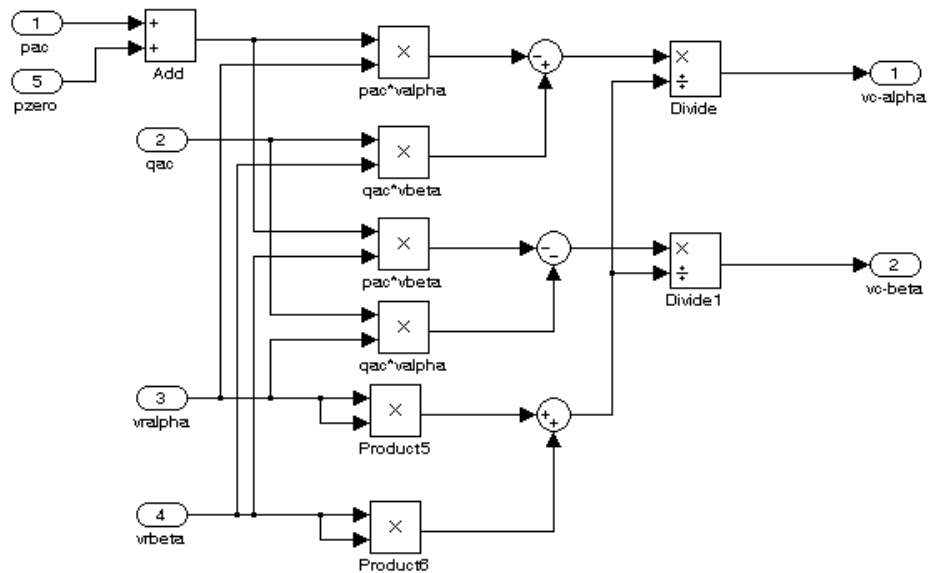 1
pac
+
+
Add
5
pzero
×
pac*valpha
-
+
×
÷
Divide
1
vc-alpha
2
qac
×
qac*vbeta
×
pac*vbeta
-
-
×
÷
Divide1
2
vc-beta
×
qac*valpha
3
vralpha
×
Product5
+
+
4
vrbeta
×
Product6